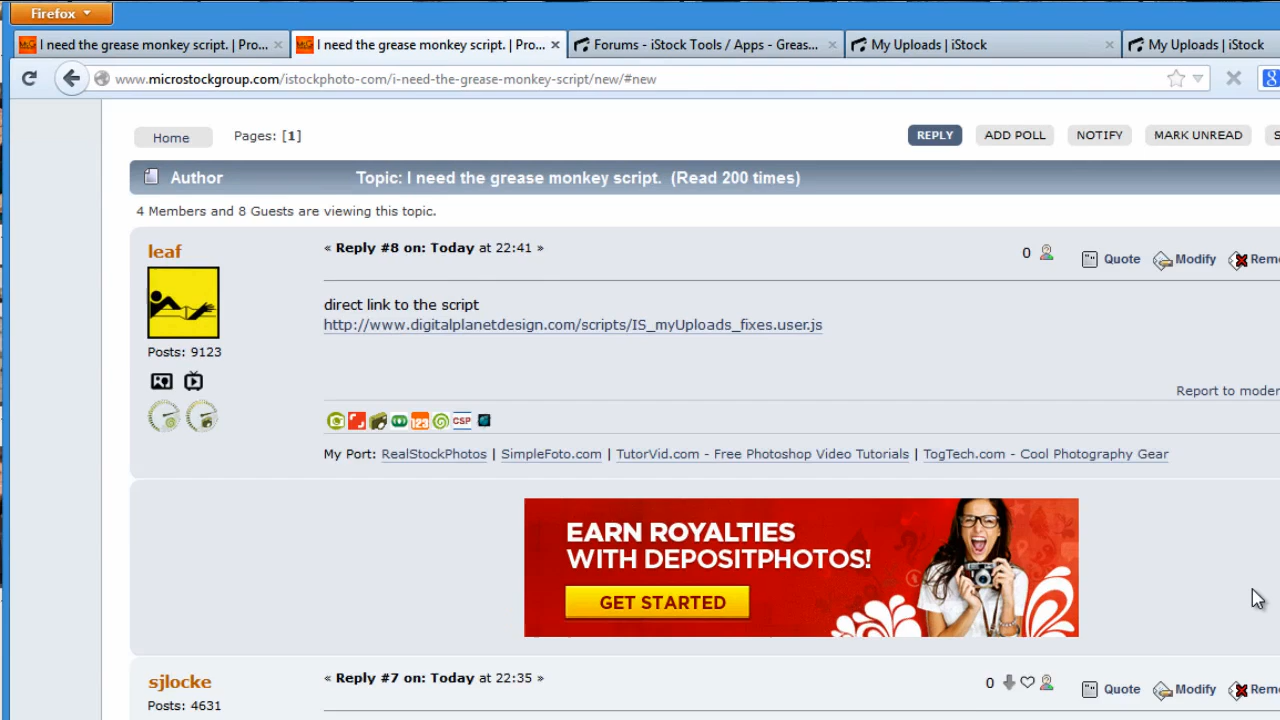 Firefox
I need the grease monkey script. | Pro...
I need the grease monkey script. | Pro...
Forums - iStock Tools / Apps - Greas...
My Uploads | iStock
My Uploads | iStock
www.microstockgroup.com/istockphoto-com/i-need-the-grease-monkey-script/new/#new
Home
Pages: [1]
REPLY
ADD POLL
NOTIFY
MARK UNREAD
S
Author
Topic: I need the grease monkey script. (Read 200 times)
4 Members and 8 Guests are viewing this topic.
leaf
« Reply #8 on: Today at 22:41 »
0
Quote
Modify
Remo
direct link to the script
http://www.digitalplanetdesign.com/scripts/IS_myUploads_fixes.user.js
Posts: 9123
Report to moder
123
CSP
My Port: RealStockPhotos | SimpleFoto.com | TutorVid.com - Free Photoshop Video Tutorials | TogTech.com - Cool Photography Gear
EARN ROYALTIES
WITH DEPOSITPHOTOS!
GET STARTED
sjlocke
« Reply #7 on: Today at 22:35 »
0
Quote
Modify
Remo
Posts: 4631